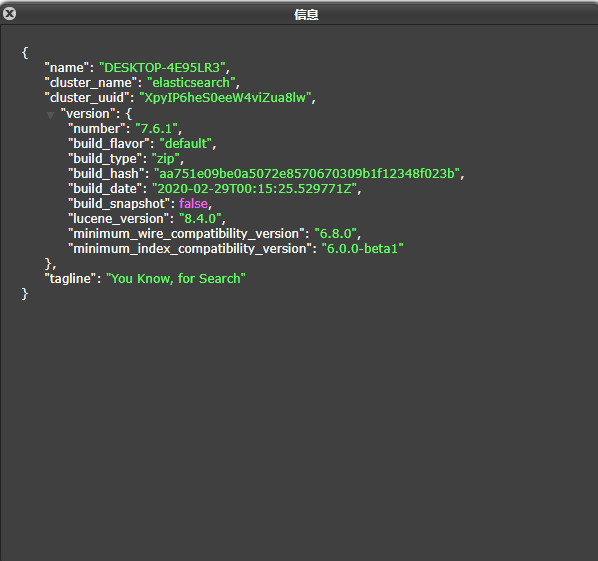 信息
{
"name": "DESKTOP-4E95LR3",
"cluster_name": "elasticsearch",
"cluster_uuid": "XpyIP6heS0eeW4viZua8lw",
"version": {
"number": "7.6.1",
"build_flavor": "default",
"build_type": "zip",
"build_hash": "aa751e09be0a5072e8570670309b1f12348f023b",
"build_date": "2020-02-29T00:15:25.529771Z",
"build_snapshot": false,
"lucene_version": "8.4.0",
"minimum_wire_compatibility_version": "6.8.0",
"minimum_index_compatibility_version": "6.0.0-beta1"
},
"tagline": "You Know, for Search"
}